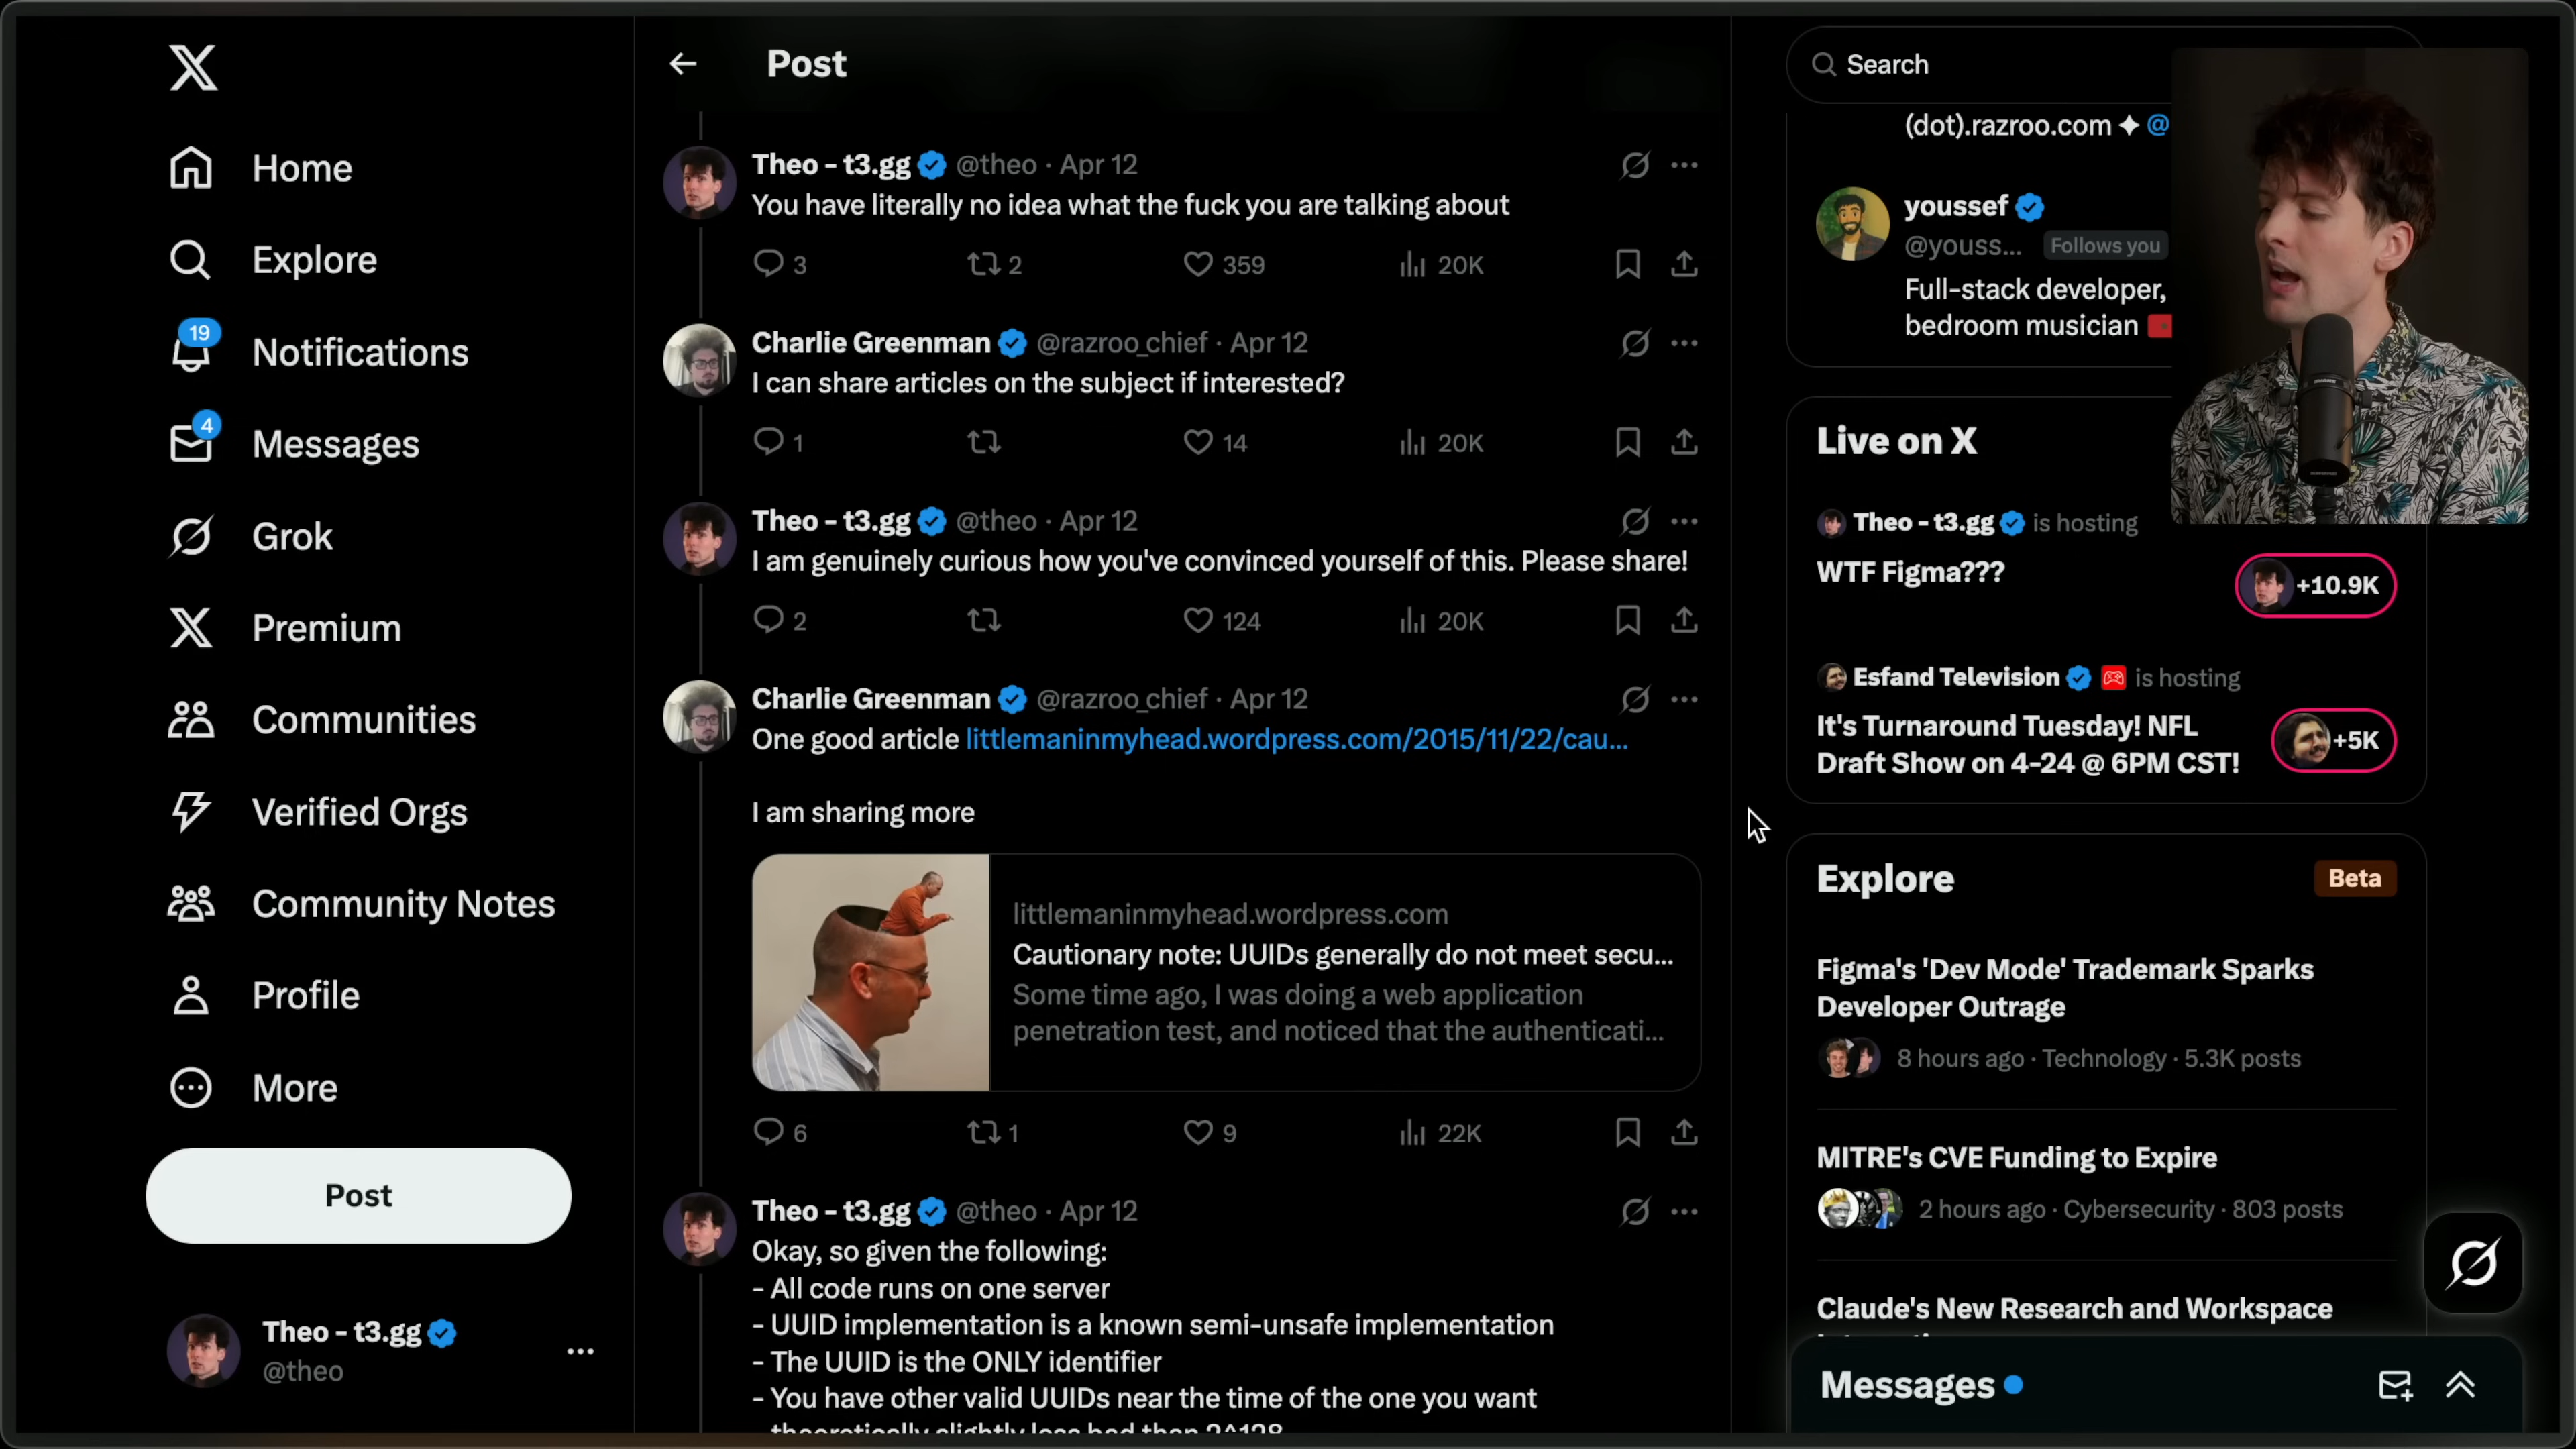 Home
Explore
19
Notifications
4
Messages
Grok
Premium
Communities
Verified Orgs
Community Notes
Profile
More
Post
Theo - t3.gg
@theo
Post
Theo - t3.gg @theo · Apr 12
You have literally no idea what the fuck you are talking about
3 2 359 20K
Charlie Greenman @razroo_chief · Apr 12
I can share articles on the subject if interested?
1 14 20K
Theo - t3.gg @theo · Apr 12
I am genuinely curious how you've convinced yourself of this. Please share!
2 124 20K
Charlie Greenman @razroo_chief · Apr 12
One good article littlemaninmyhead.wordpress.com/2015/11/22/cau...
I am sharing more
littlemaninmyhead.wordpress.com
Cautionary note: UUIDs generally do not meet secu...
Some time ago, I was doing a web application
penetration test, and noticed that the authenticati...
6 1 9 22K
Theo - t3.gg @theo · Apr 12
Okay, so given the following:
- All code runs on one server
- UUID implementation is a known semi-unsafe implementation
- The UUID is the ONLY identifier
- You have other valid UUIDs near the time of the one you want
theoretically slightly less bad than 2^128
Search
(dot).razroo.com ✦ @
youssef
@youss... Follows you
Full-stack developer,
bedroom musician
Live on X
Theo - t3.gg is hosting
WTF Figma???
+10.9K
Esfand Television is hosting
It's Turnaround Tuesday! NFL
Draft Show on 4-24 @ 6PM CST!
+5K
Explore
Beta
Figma's 'Dev Mode' Trademark Sparks
Developer Outrage
8 hours ago · Technology · 5.3K posts
MITRE's CVE Funding to Expire
2 hours ago · Cybersecurity · 803 posts
Claude's New Research and Workspace
Messages